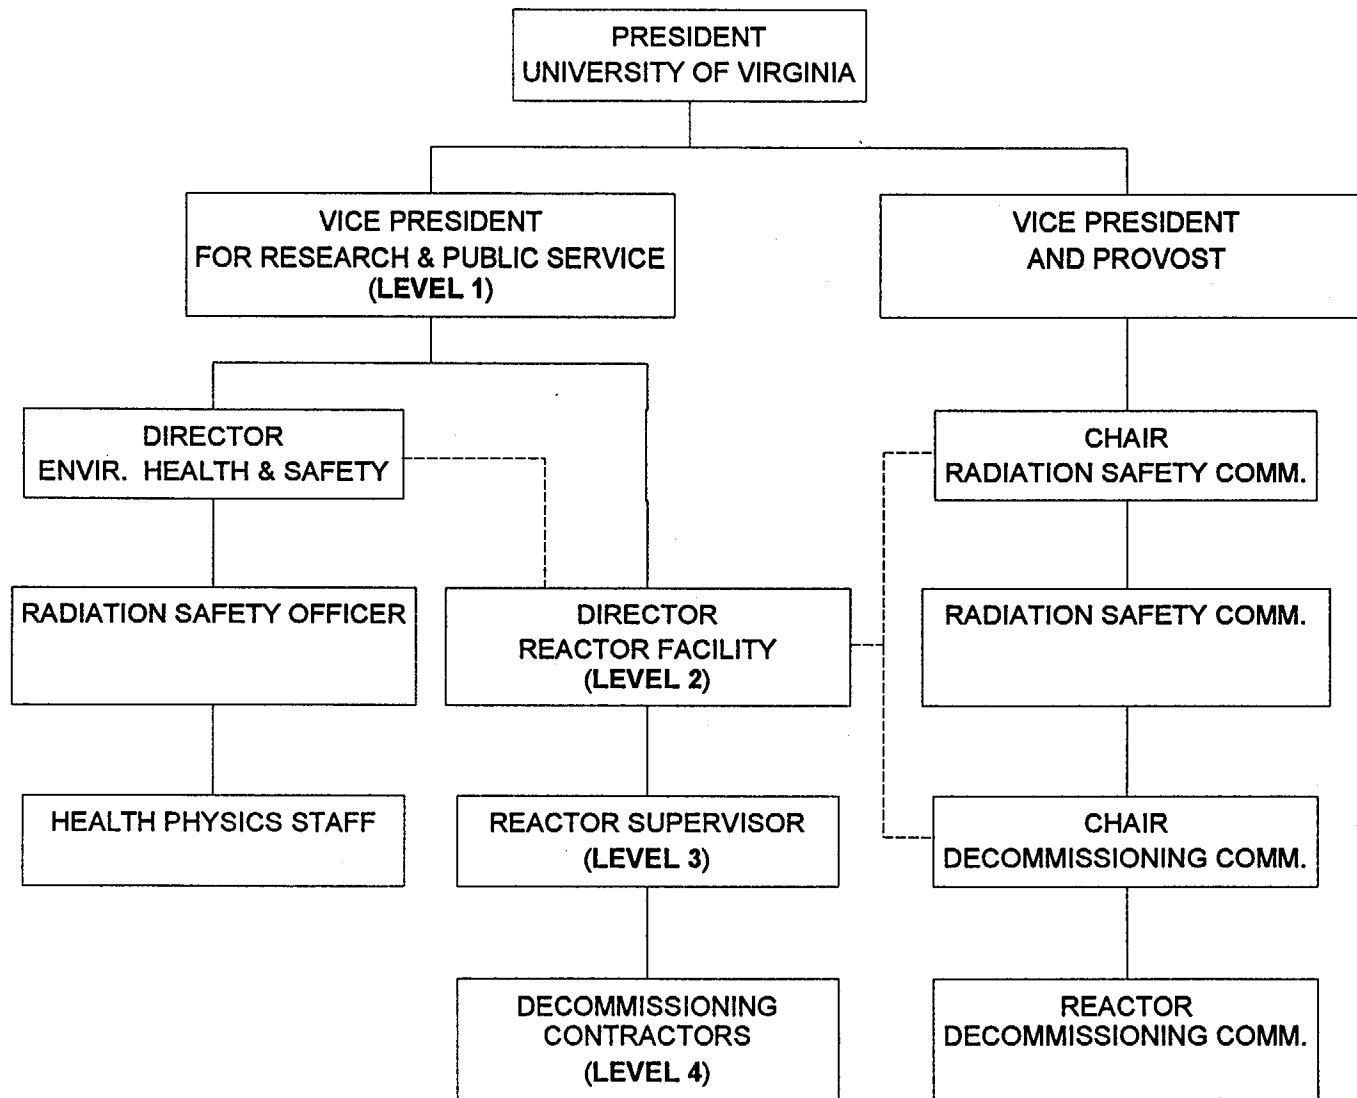 PRESIDENT
UNIVERSITY OF VIRGINIA
VICE PRESIDENT
FOR RESEARCH & PUBLIC SERVICE
(LEVEL 1)
VICE PRESIDENT
AND PROVOST
DIRECTOR
ENVIR. HEALTH & SAFETY
CHAIR
RADIATION SAFETY COMM.
RADIATION SAFETY OFFICER
DIRECTOR
REACTOR FACILITY
(LEVEL 2)
RADIATION SAFETY COMM.
HEALTH PHYSICS STAFF
REACTOR SUPERVISOR
(LEVEL 3)
CHAIR
DECOMMISSIONING COMM.
DECOMMISSIONING
CONTRACTORS
(LEVEL 4)
REACTOR
DECOMMISSIONING COMM.